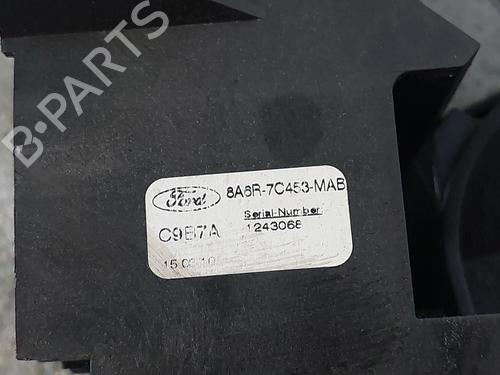 B-PARTS
Ford
8A6R-7C453-MAB
Serial-Number
C9B7A
1243068
15.03.10